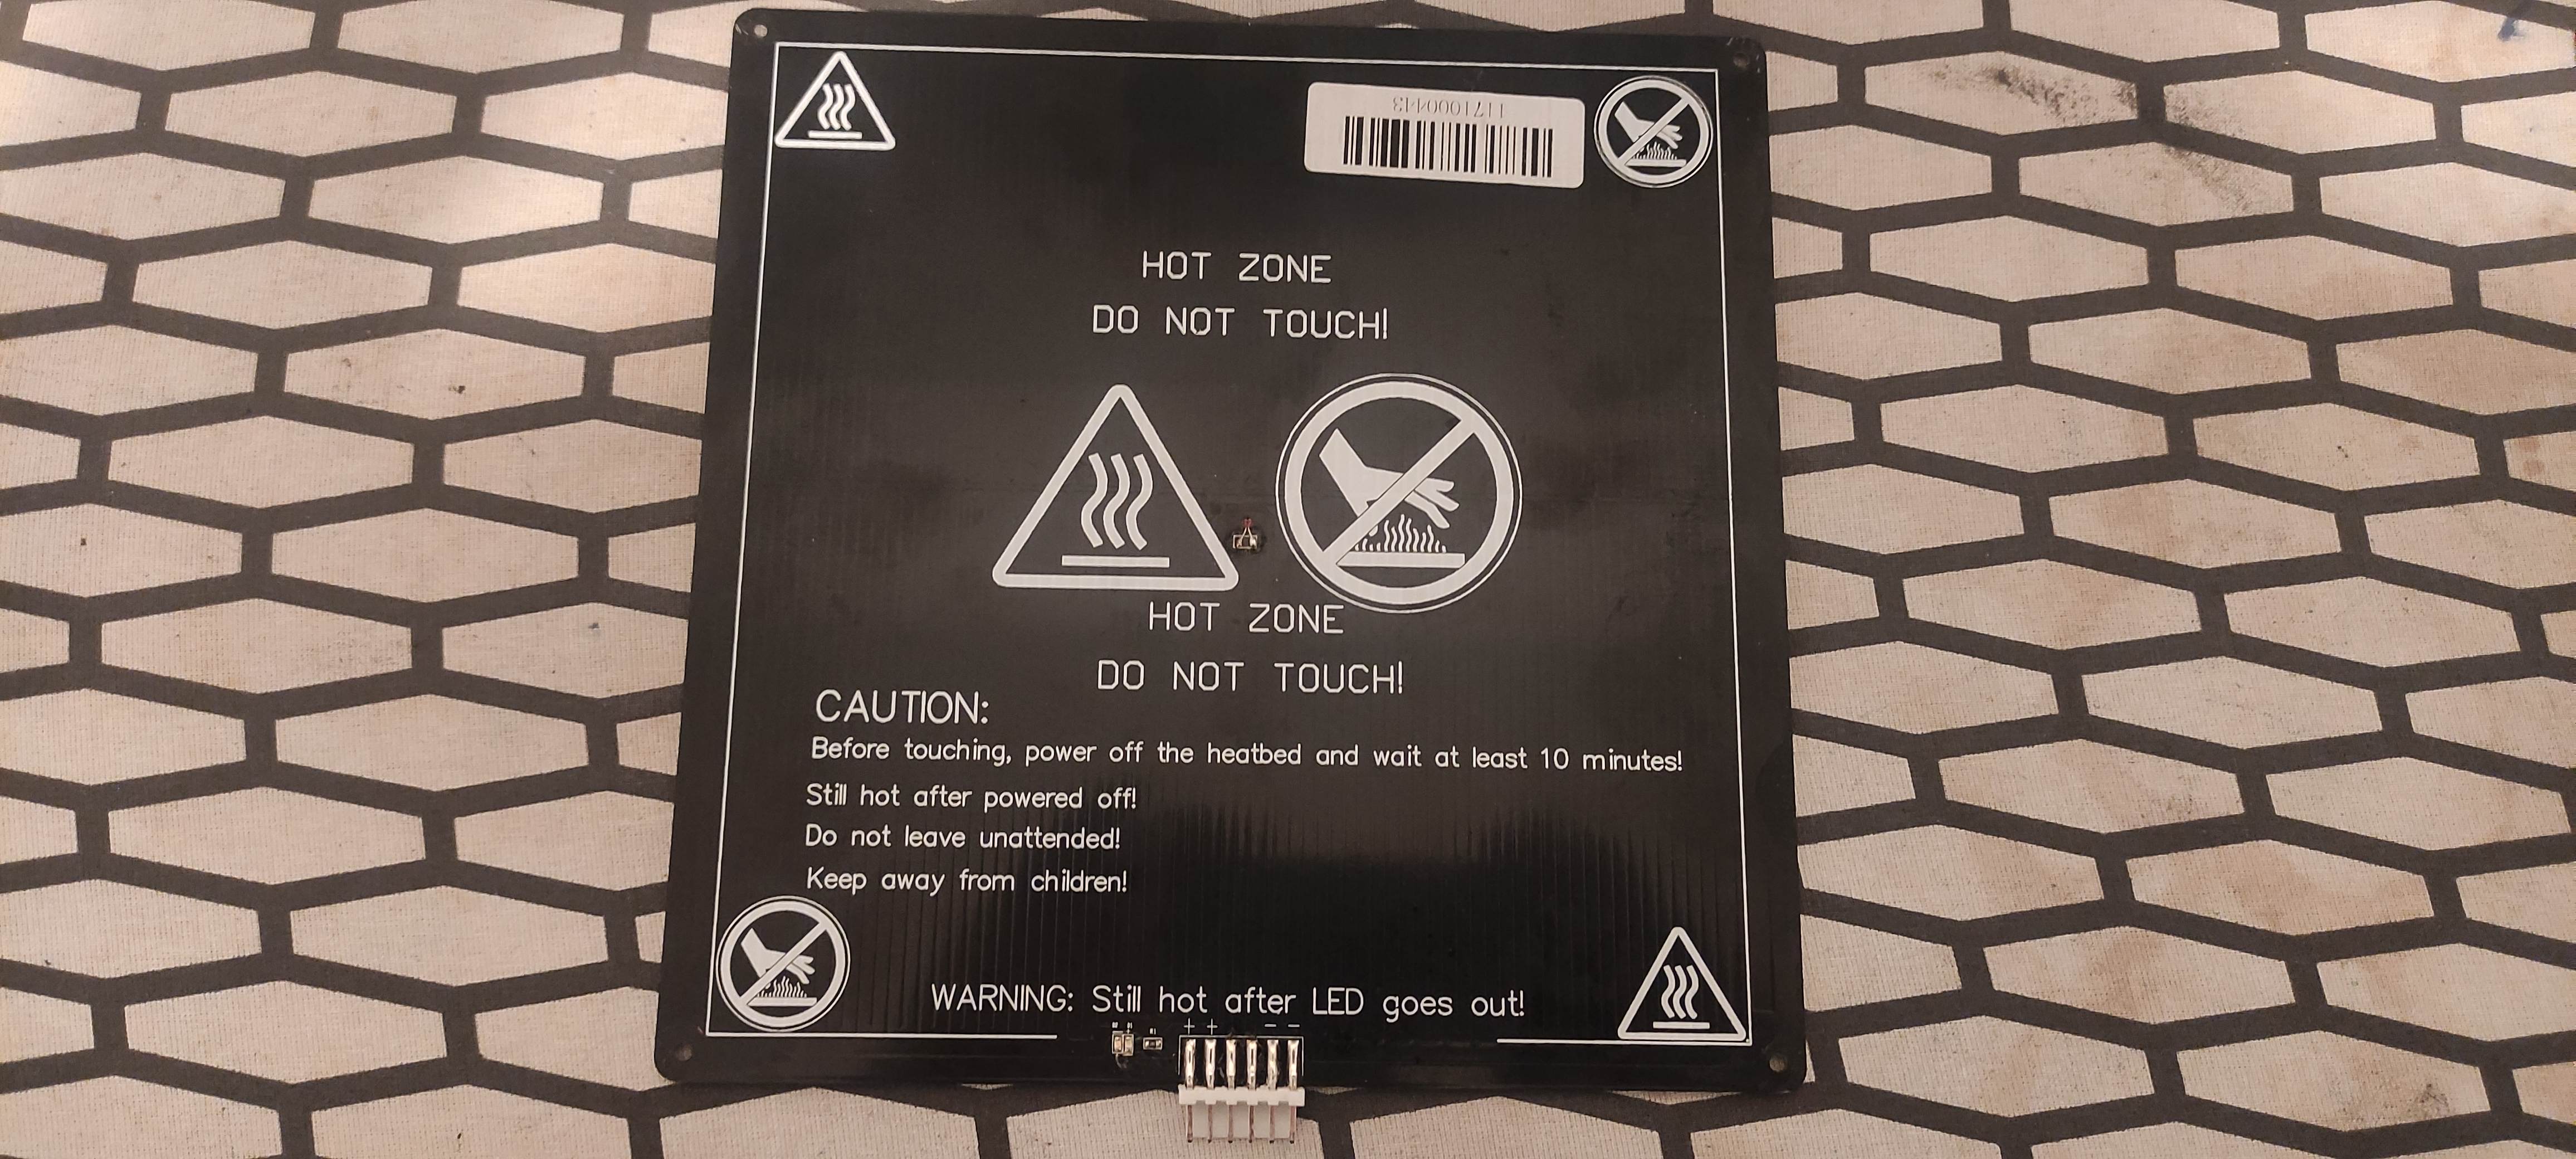 1171000443
HOT ZONE
DO NOT TOUCH!
HOT ZONE
DO NOT TOUCH!
CAUTION:
Before touching, power off the heatbed and wait at least 10 minutes!
Still hot after powered off!
Do not leave unattended!
Keep away from children!
WARNING: Still hot after LED goes out!
+ + − −